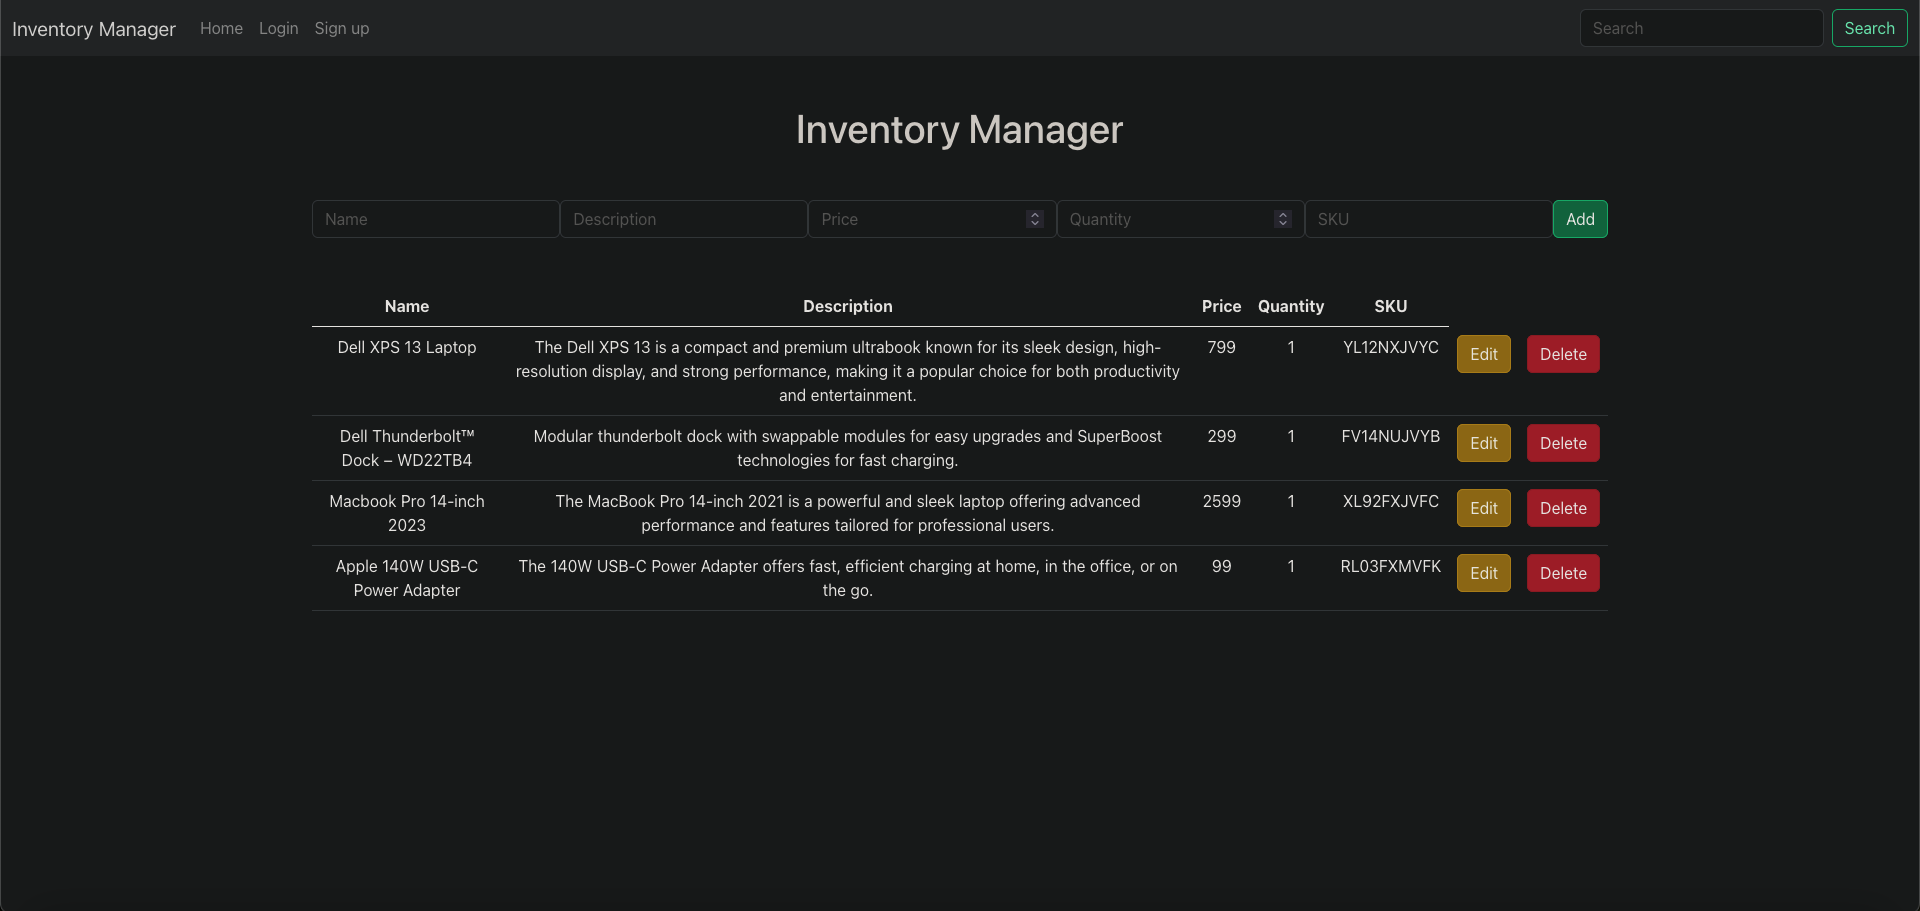 Inventory Manager Home Login Sign up Search Search
Inventory Manager
Name Description Price Quantity SKU Add
Name Description Price Quantity SKU
Dell XPS 13 Laptop The Dell XPS 13 is a compact and premium ultrabook known for its sleek design, high- 799 1 YL12NXJVYC Edit Delete
resolution display, and strong performance, making it a popular choice for both productivity
and entertainment.
Dell Thunderbolt™ Modular thunderbolt dock with swappable modules for easy upgrades and SuperBoost 299 1 FV14NUJVYB Edit Delete
Dock – WD22TB4 technologies for fast charging.
Macbook Pro 14-inch The MacBook Pro 14-inch 2021 is a powerful and sleek laptop offering advanced 2599 1 XL92FXJVFC Edit Delete
2023 performance and features tailored for professional users.
Apple 140W USB-C The 140W USB-C Power Adapter offers fast, efficient charging at home, in the office, or on 99 1 RL03FXMVFK Edit Delete
Power Adapter the go.